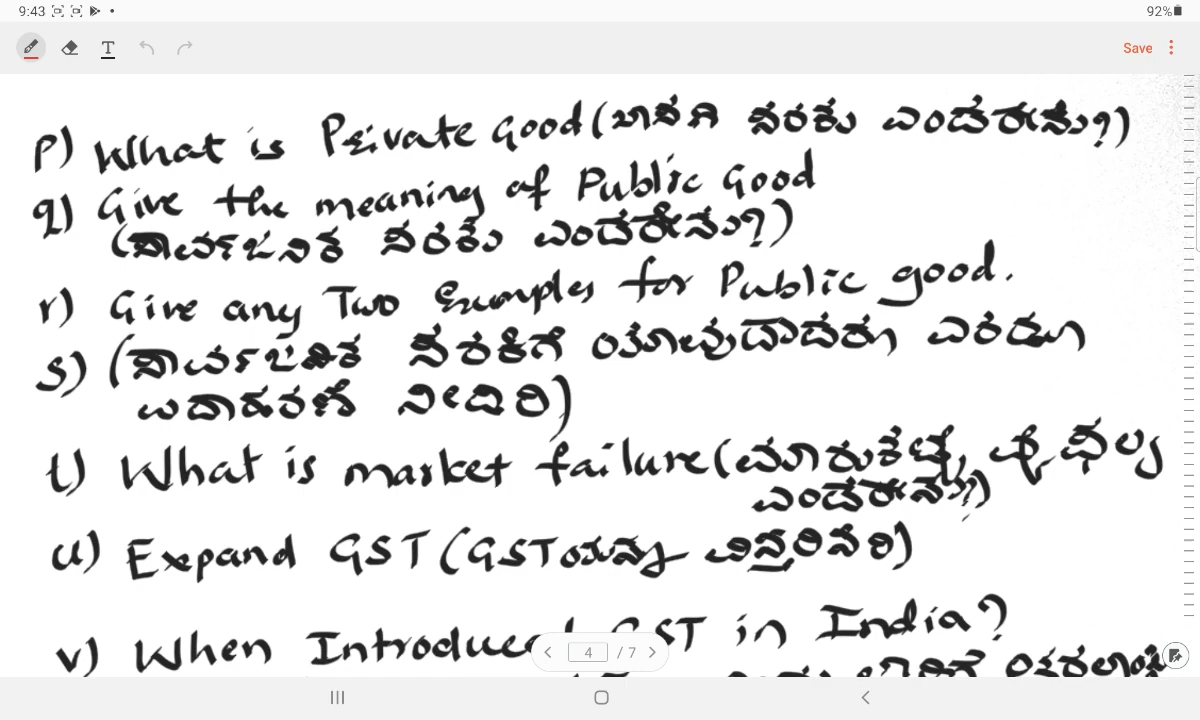 9:43
92%
T
Save
p) What is Private Good (ಖಾಸಗಿ ಸರಕು ಎಂದರೇನು?)
q) Give the meaning of Public Good
(ಸಾರ್ವಜನಿಕ ಸರಕು ಎಂದರೇನು?)
r) Give any Two Examples for Public good.
s) (ಸಾರ್ವಜನಿಕ ಸರಕಿಗೆ ಯಾವುದಾದರೂ ಎರಡು
ಉದಾಹರಣೆ ನೀಡಿರಿ)
t) What is market failure (ಮಾರುಕಟ್ಟೆ ವೈಫಲ್ಯ
ಎಂದರೇನು?)
u) Expand GST (GSTಯನ್ನು ವಿಸ್ತರಿಸಿರಿ)
v) When Introduced GST in India?
4 / 7